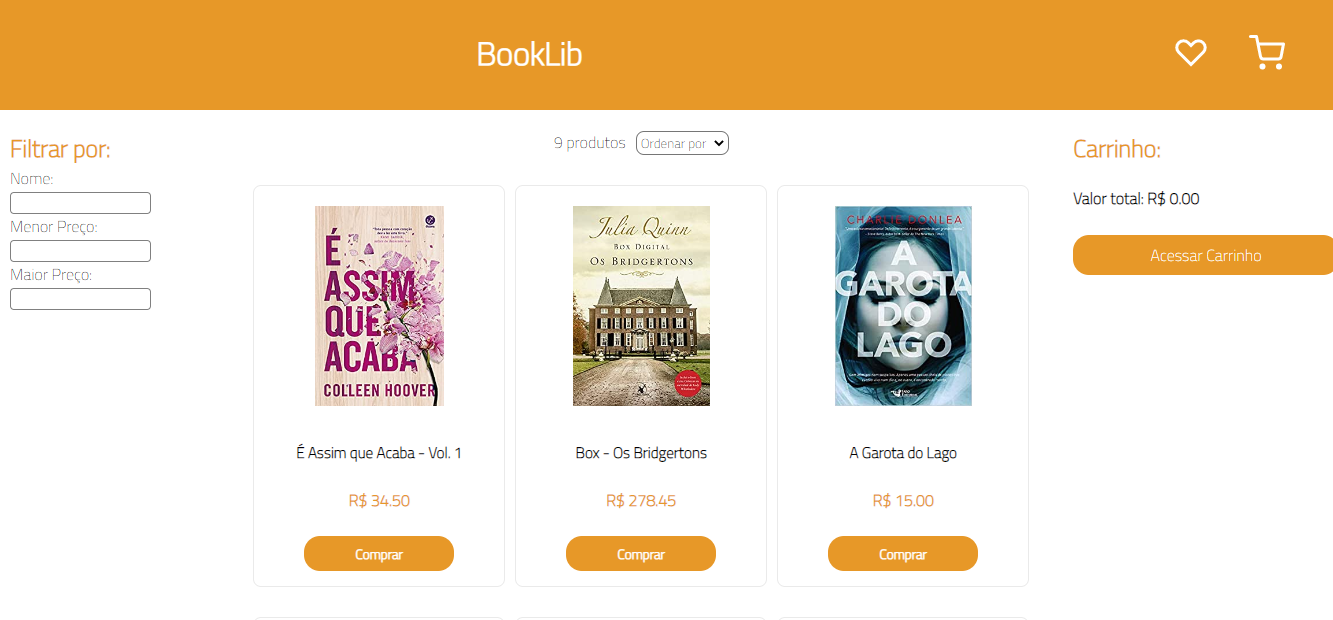 BookLib
Filtrar por:
Nome:
Menor Preço:
Maior Preço:
9 produtos
Ordenar por
É
ASSIM
QUE
ACABA
COLLEEN HOOVER
É Assim que Acaba - Vol. 1
R$ 34.50
Comprar
Julia Quinn
BOX DIGITAL
OS BRIDGERTONS
Box - Os Bridgertons
R$ 278.45
Comprar
CHARLIE DONLEA
A
GAROTA
DO
LAGO
A Garota do Lago
R$ 15.00
Comprar
Carrinho:
Valor total: R$ 0.00
Acessar Carrinho